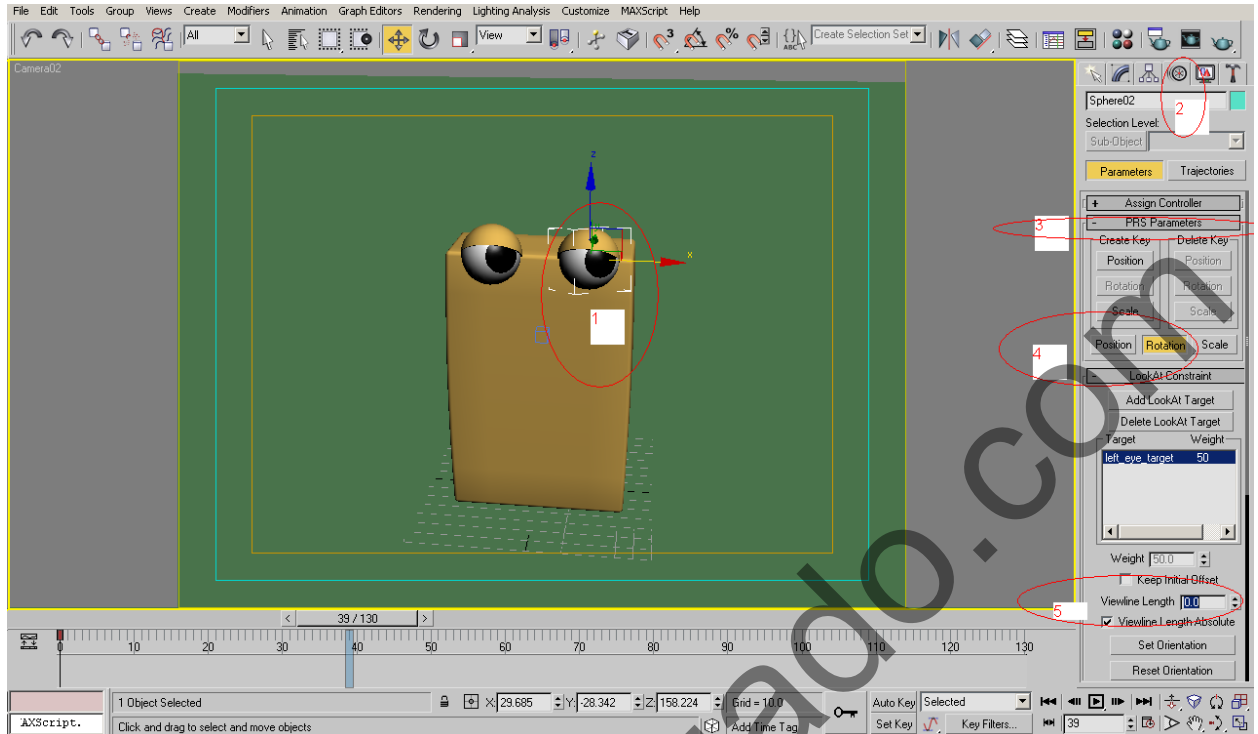 File Edit Tools Group Views Create Modifiers Animation Graph Editors Rendering Lighting Analysis Customize MAXScript Help
All
View
3
%
ABC
Create Selection Set
Camera02
2
Sphere02
Selection Level:
Sub-Object
Parameters Trajectories
+ Assign Controller
3
- PRS Parameters
Create Key Delete Key
Position Position
Rotation Rotation
Scale Scale
4
Position Rotation Scale
- LookAt Constraint
Add LookAt Target
Delete LookAt Target
Target Weight
left_eye_target 50
Weight 50.0
Keep Initial Offset
5
Viewline Length 0.0
Viewline Length Absolute
Set Orientation
Reset Orientation
z
x
1
< 39 / 130 >
0 10 20 30 40 50 60 70 80 90 100 110 120 130
1 Object Selected
X: 29.685 Y: -28.342 Z: 158.224 Grid = 10.0
Auto Key Selected
AXScript.
Click and drag to select and move objects
Add Time Tag
Set Key Key Filters... 39
ado.com